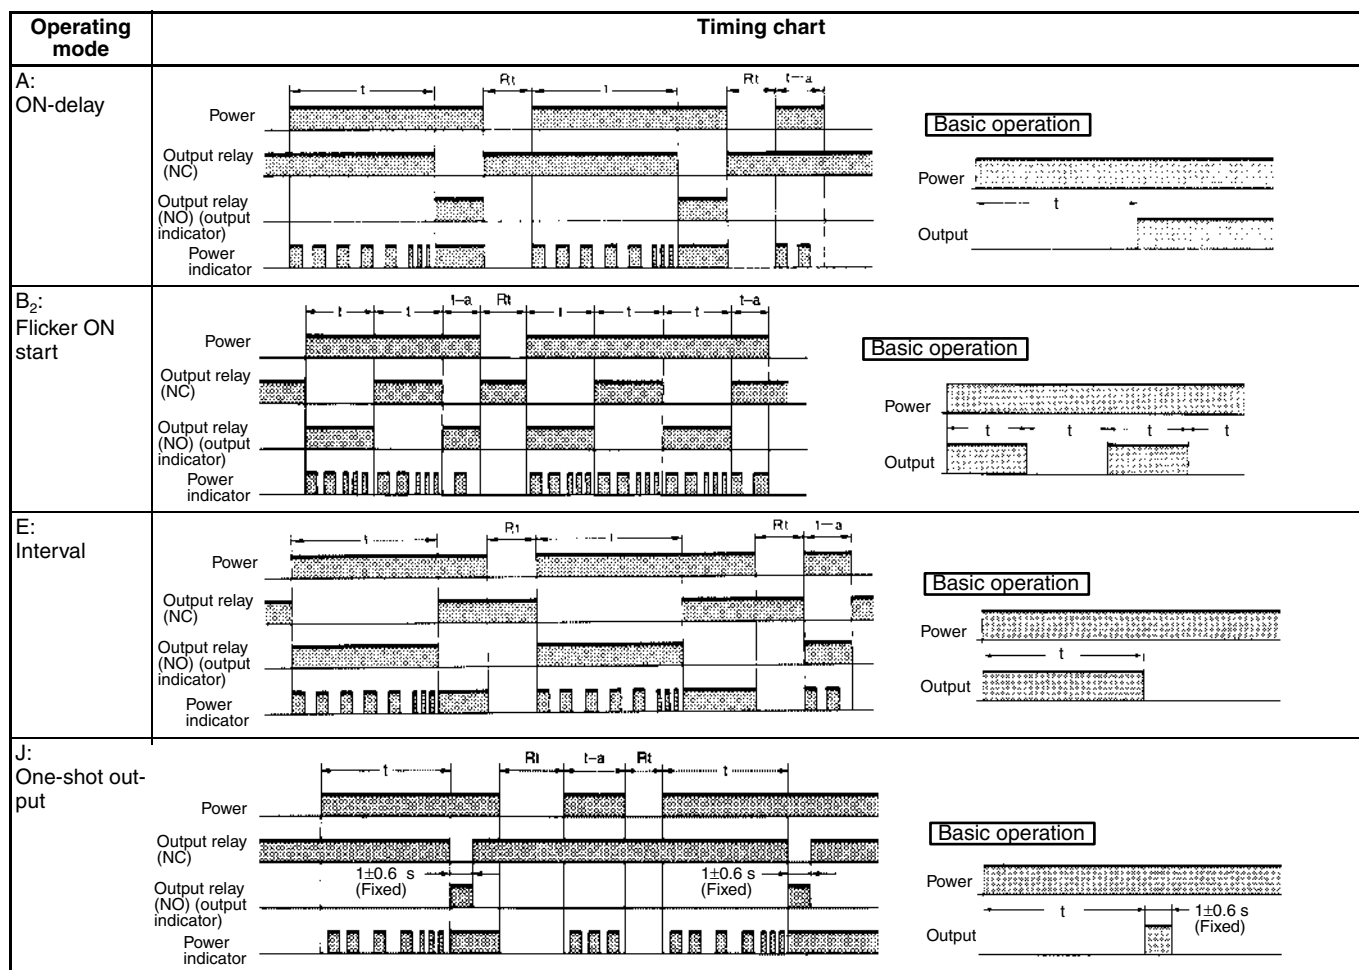 Operating
mode
Timing chart
A:
ON-delay
Rt
Rt
t–a
t
Power
Output relay
(NC)
Output relay
(NO) (output
indicator)
Power
indicator
Basic operation
Power
t
Output
B2:
Flicker ON
start
t
t
t–a
Rt
t
t
t
t–a
Power
Output relay
(NC)
Output relay
(NO) (output
indicator)
Power
indicator
Basic operation
Power
t
t
t
t
Output
E:
Interval
Rt
Rt
t–a
Power
Output relay
(NC)
Output relay
(NO) (output
indicator)
Power
indicator
Basic operation
Power
t
Output
J:
One-shot out-
put
t
Rt
t–a
Rt
t
Power
Output relay
(NC)
1±0.6 s
(Fixed)
1±0.6 s
(Fixed)
Output relay
(NO) (output
indicator)
Power
indicator
Basic operation
Power
t
1±0.6 s
(Fixed)
Output